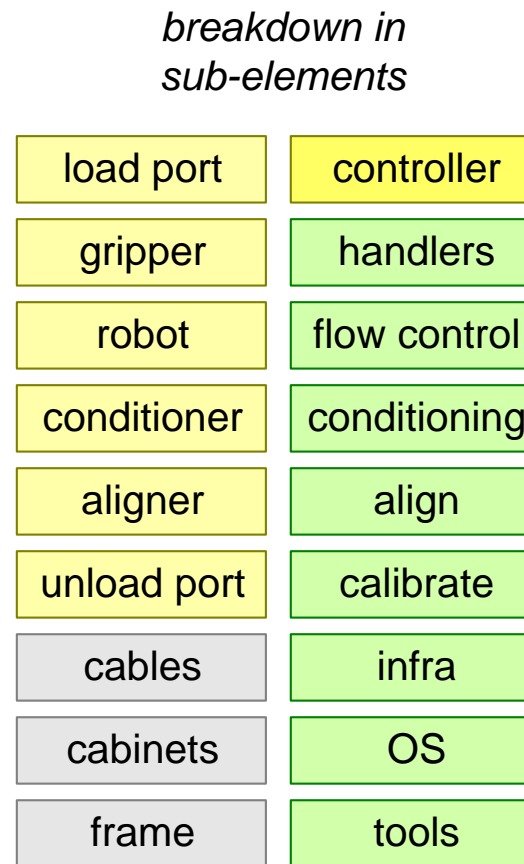 breakdown in
sub-elements
load port
controller
gripper
handlers
robot
flow control
conditioner
conditioning
aligner
align
unload port
calibrate
cables
infra
cabinets
OS
frame
tools